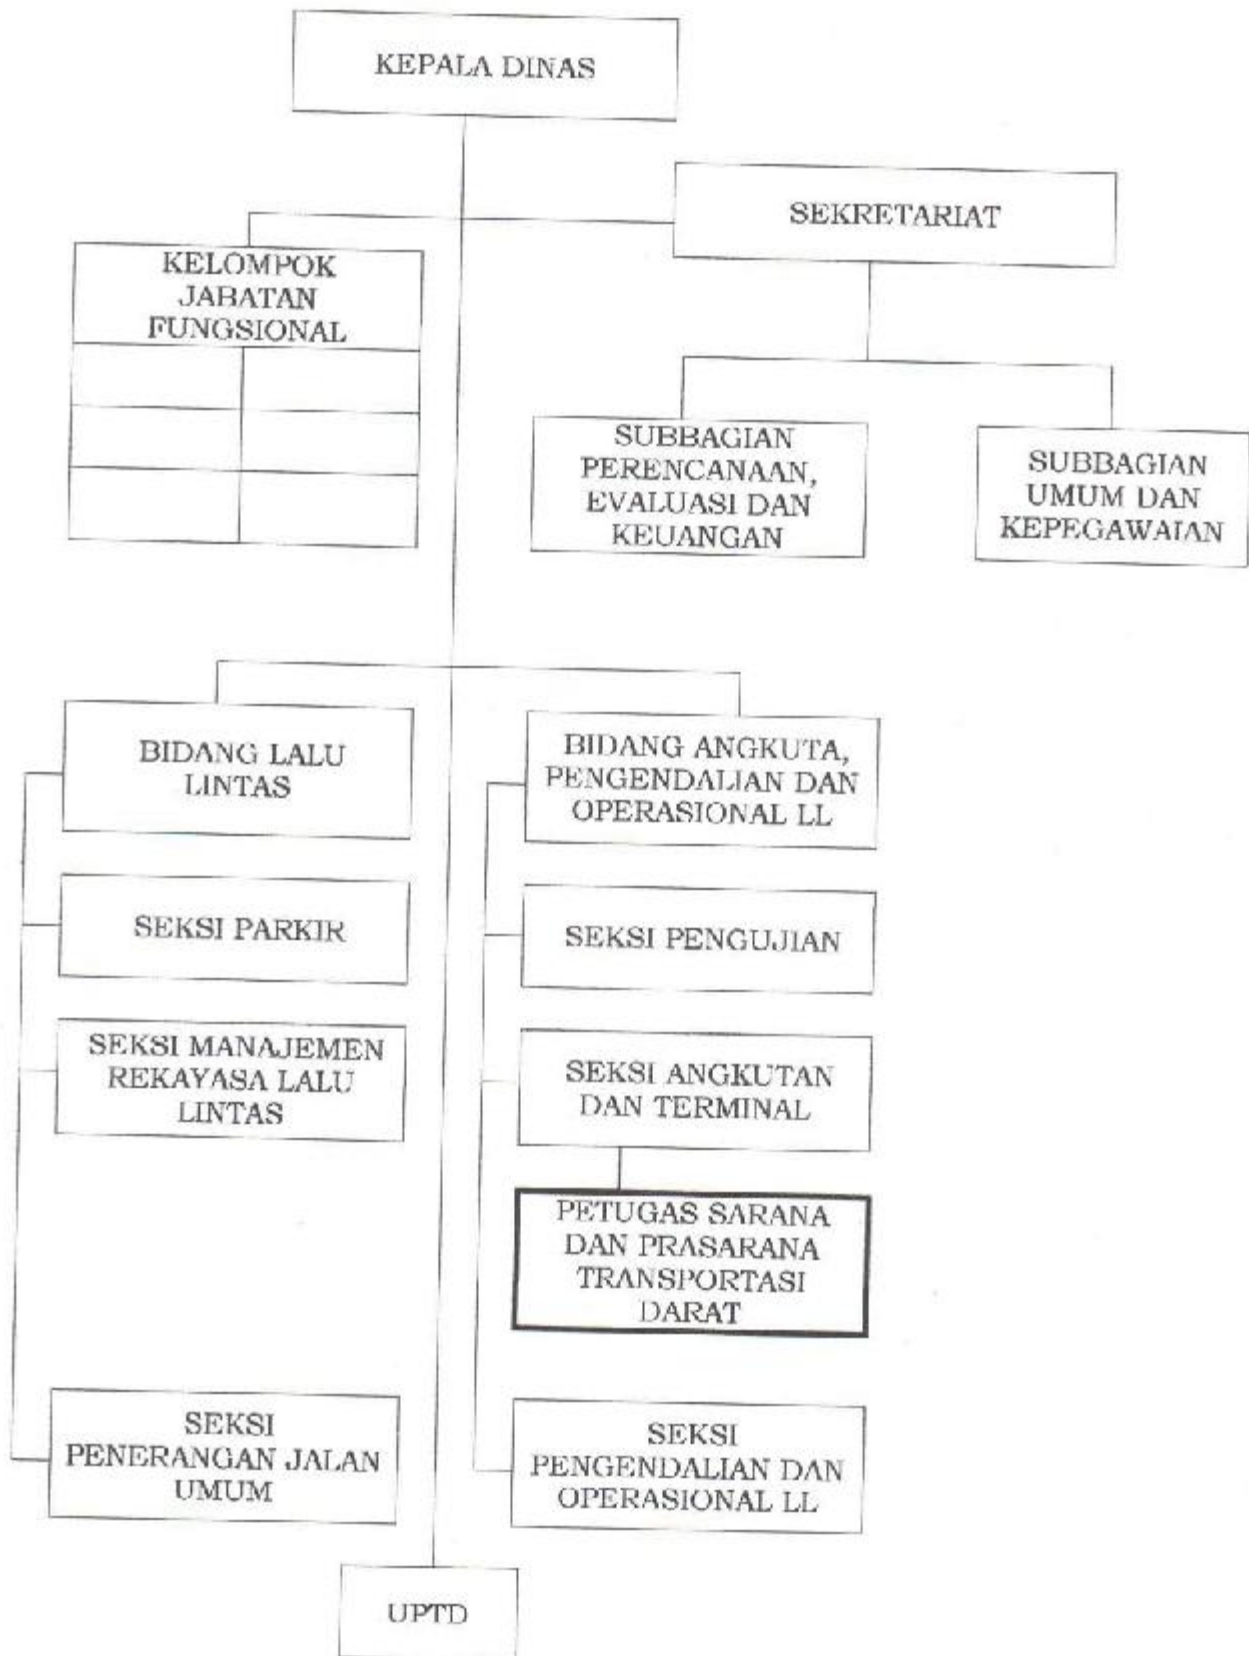 KEPALA DINAS
SEKRETARIAT
KELOMPOK
JABATAN
FUNGSIONAL
SUBBAGIAN
PERENCANAAN,
EVALUASI DAN
KEUANGAN
SUBBAGIAN
UMUM DAN
KEPEGAWAIAN
BIDANG LALU
LINTAS
BIDANG ANGKUTA,
PENGENDALIAN DAN
OPERASIONAL LL
SEKSI PARKIR
SEKSI PENGUJIAN
SEKSI MANAJEMEN
REKAYASA LALU
LINTAS
SEKSI ANGKUTAN
DAN TERMINAL
PETUGAS SARANA
DAN PRASARANA
TRANSPORTASI
DARAT
SEKSI
PENERANGAN JALAN
UMUM
SEKSI
PENGENDALIAN DAN
OPERASIONAL LL
UPTD